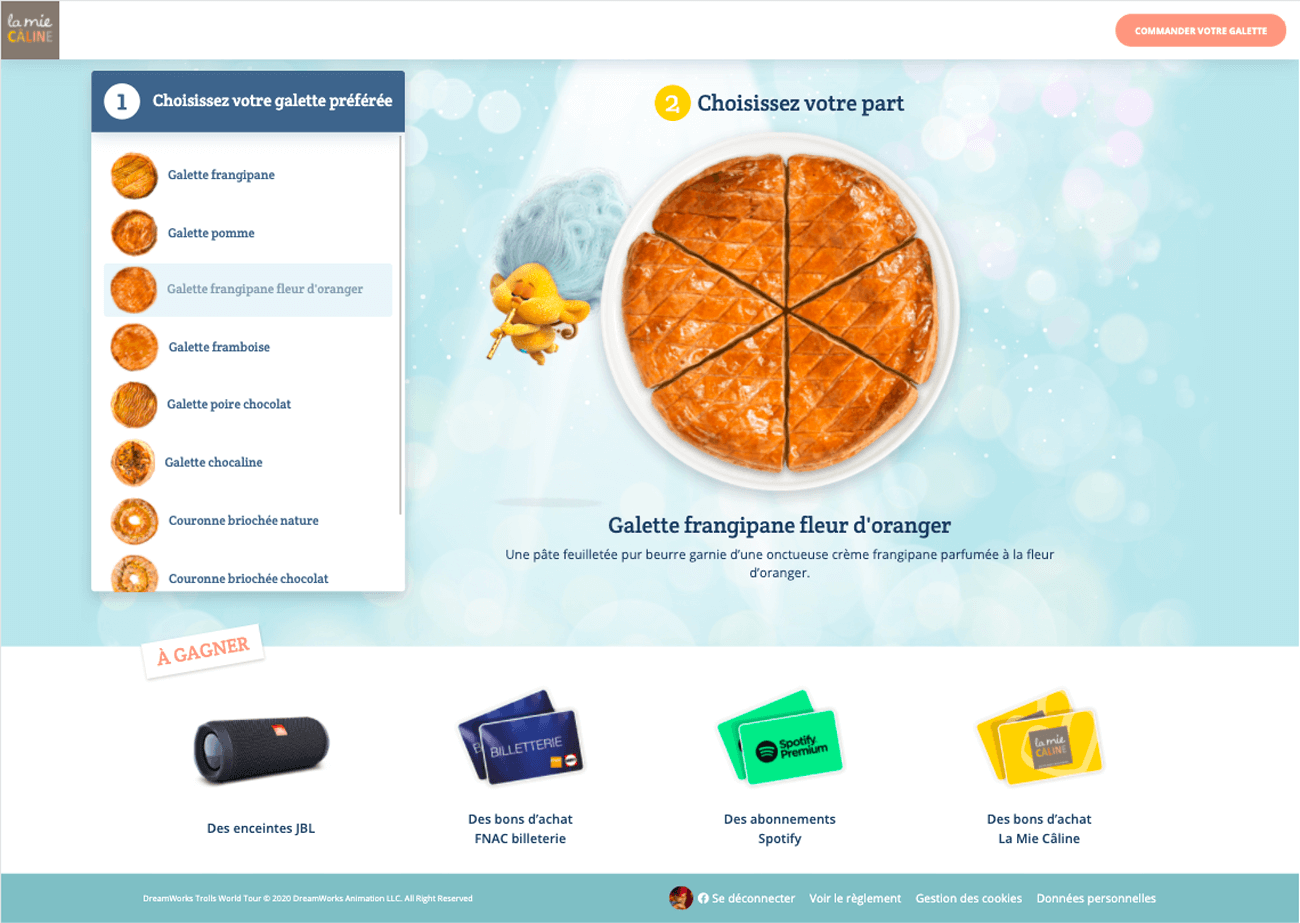 la mie
CÂLINE
COMMANDER VOTRE GALETTE
1 Choisissez votre galette préférée
Galette frangipane
Galette pomme
Galette frangipane fleur d'oranger
Galette framboise
Galette poire chocolat
Galette chocaline
Couronne briochée nature
Couronne briochée chocolat
2 Choisissez votre part
Galette frangipane fleur d'oranger
Une pâte feuilletée pur beurre garnie d’une onctueuse crème frangipane parfumée à la fleur
d’oranger.
À GAGNER
JBL
Des enceintes JBL
BILLETTERIE
Des bons d’achat
FNAC billeterie
Spotify
Premium
Des abonnements
Spotify
la mie
CÂLINE
Des bons d’achat
La Mie Câline
DreamWorks Trolls World Tour © 2020 DreamWorks Animation LLC. All Right Reserved
Se déconnecter Voir le règlement Gestion des cookies Données personnelles